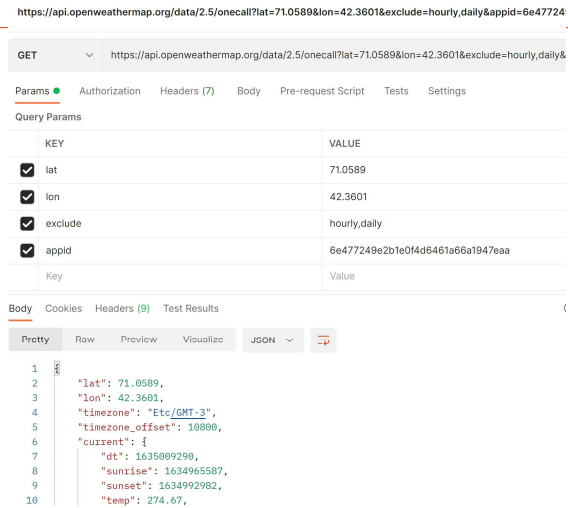 https://api.openweathermap.org/data/2.5/onecall?lat=71.0589&lon=42.3601&exclude=hourly,daily&appid=6e47724
GET https://api.openweathermap.org/data/2.5/onecall?lat=71.0589&lon=42.3601&exclude=hourly,daily&
Params Authorization Headers (7) Body Pre-request Script Tests Settings
Query Params
KEY VALUE
lat 71.0589
lon 42.3601
exclude hourly,daily
appid 6e477249e2b1e0f4d6461a66a1947eaa
Key Value
Body Cookies Headers (9) Test Results
Pretty Raw Preview Visualize JSON
1 {
2 "lat": 71.0589,
3 "lon": 42.3601,
4 "timezone": "Etc/GMT-3",
5 "timezone_offset": 10800,
6 "current": {
7 "dt": 1635009290,
8 "sunrise": 1634965587,
9 "sunset": 1634992982,
10 "temp": 274.67,